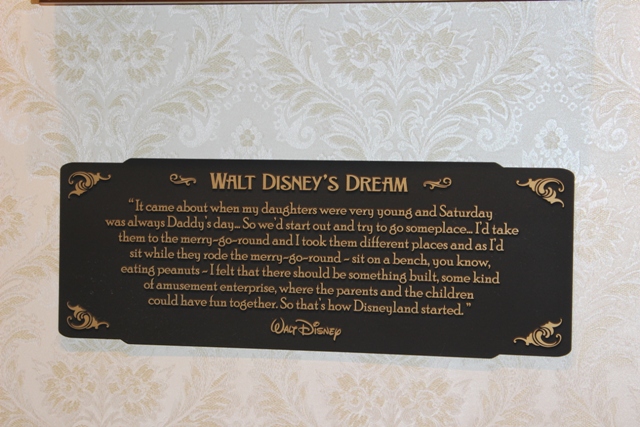 WALT DISNEY'S DREAM
"It came about when my daughters were very young and Saturday
was always Daddy's day... So we'd start out and try to go someplace... I'd take
them to the merry-go-round and I took them different places and as I'd
sit while they rode the merry-go-round - sit on a bench, you know,
eating peanuts - I felt that there should be something built, some kind
of amusement enterprise, where the parents and the children
could have fun together. So that's how Disneyland started."
WALT DISNEY